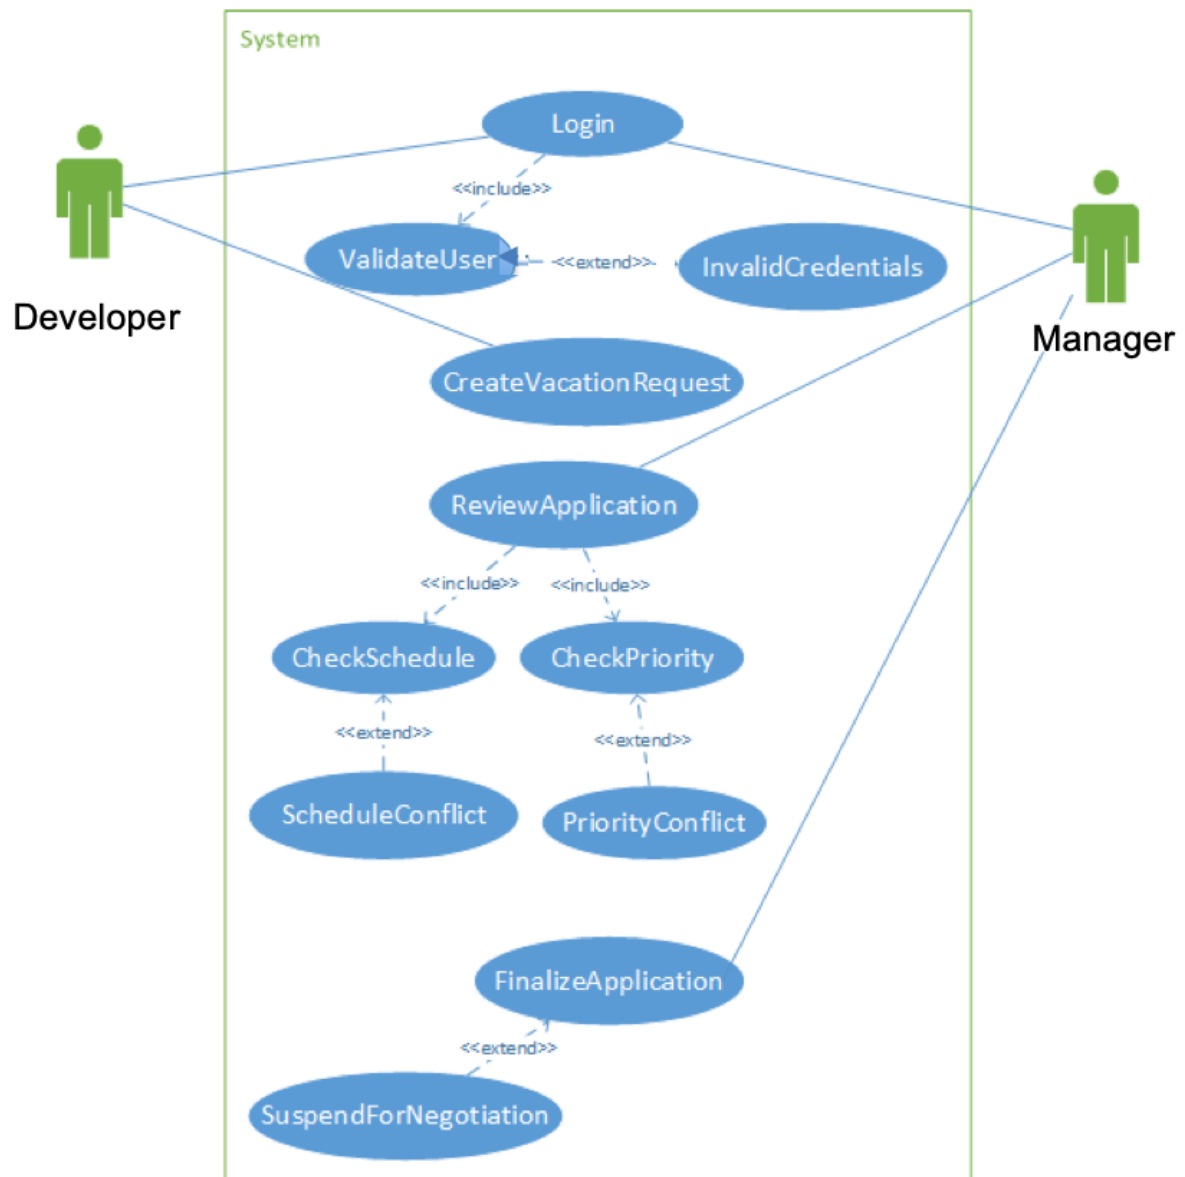 System
Login
<<include>>
ValidateUser
<<extend>>
InvalidCredentials
Developer
Manager
CreateVacationRequest
ReviewApplication
<<include>>
<<include>>
CheckSchedule
CheckPriority
<<extend>>
<<extend>>
ScheduleConflict
PriorityConflict
FinalizeApplication
<<extend>>
SuspendForNegotiation